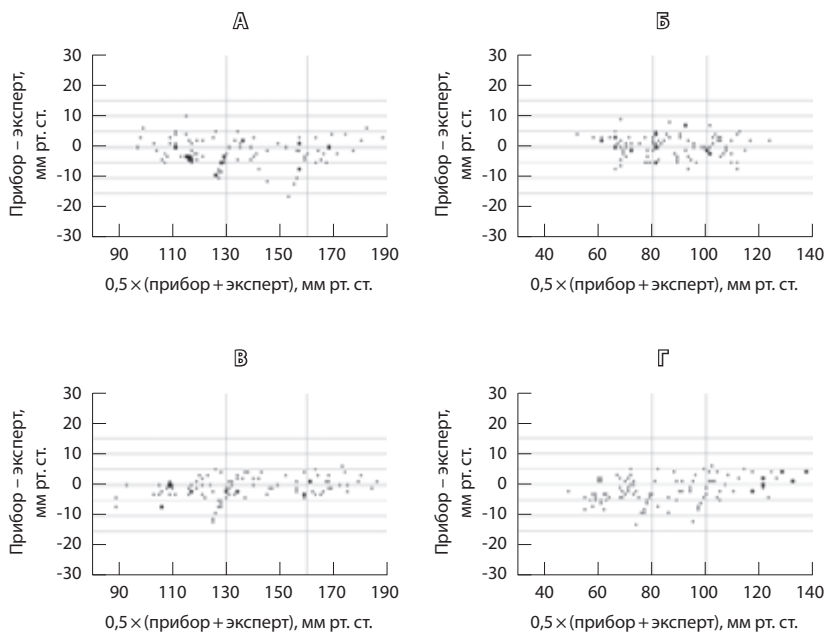 А
30
20
10
0
-10
-20
-30
Прибор – эксперт,
мм рт. ст.
90 110 130 150 170 190
0,5 × (прибор + эксперт), мм рт. ст.
Б
30
20
10
0
-10
-20
-30
Прибор – эксперт,
мм рт. ст.
40 60 80 100 120 140
0,5 × (прибор + эксперт), мм рт. ст.
В
30
20
10
0
-10
-20
-30
Прибор – эксперт,
мм рт. ст.
90 110 130 150 170 190
0,5 × (прибор + эксперт), мм рт. ст.
Г
30
20
10
0
-10
-20
-30
Прибор – эксперт,
мм рт. ст.
40 60 80 100 120 140
0,5 × (прибор + эксперт), мм рт. ст.